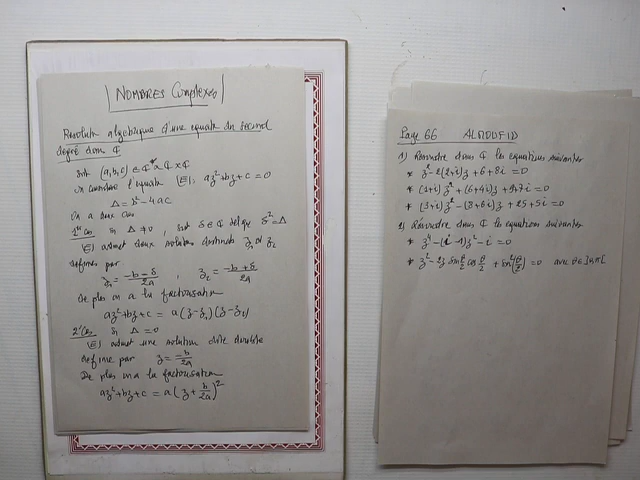 NOMBRES Complexes
Résolution algébrique d'une équation du second
degré dans ℂ
Soit (a,b,c) ∈ ℂ* × ℂ × ℂ
on considère l'équation (E): az²+bz+c=0
Δ = b²-4ac
On a deux cas
1er cas si Δ≠0, soit δ∈ℂ tel que δ²=Δ
(E) admet deux solutions distinctes z₁ et z₂
définies par
z₁ = (-b-δ)/2a , z₂ = (-b+δ)/2a
De plus on a la factorisation
az²+bz+c = a(z-z₁)(z-z₂)
2e Cas si Δ=0
(E) admet une solution dite double
définie par z = -b/2a
De plus on a la factorisation
az²+bz+c = a(z + b/2a)²
Page 66 ALMOUFID
1) Résoudre dans ℂ les équations suivantes
* z²-2(2+i)z+6+8i=0
* (1+i)z²+(6+4i)z+9+7i=0
* (3+i)z²-(8+6i)z+25+5i=0
2) Résoudre dans ℂ les équations suivantes
* z⁴-(i-1)z²-i=0
* z²-2z sin θ/2 cos θ/2 + sin²(θ/2) = 0 avec θ∈]0,π[